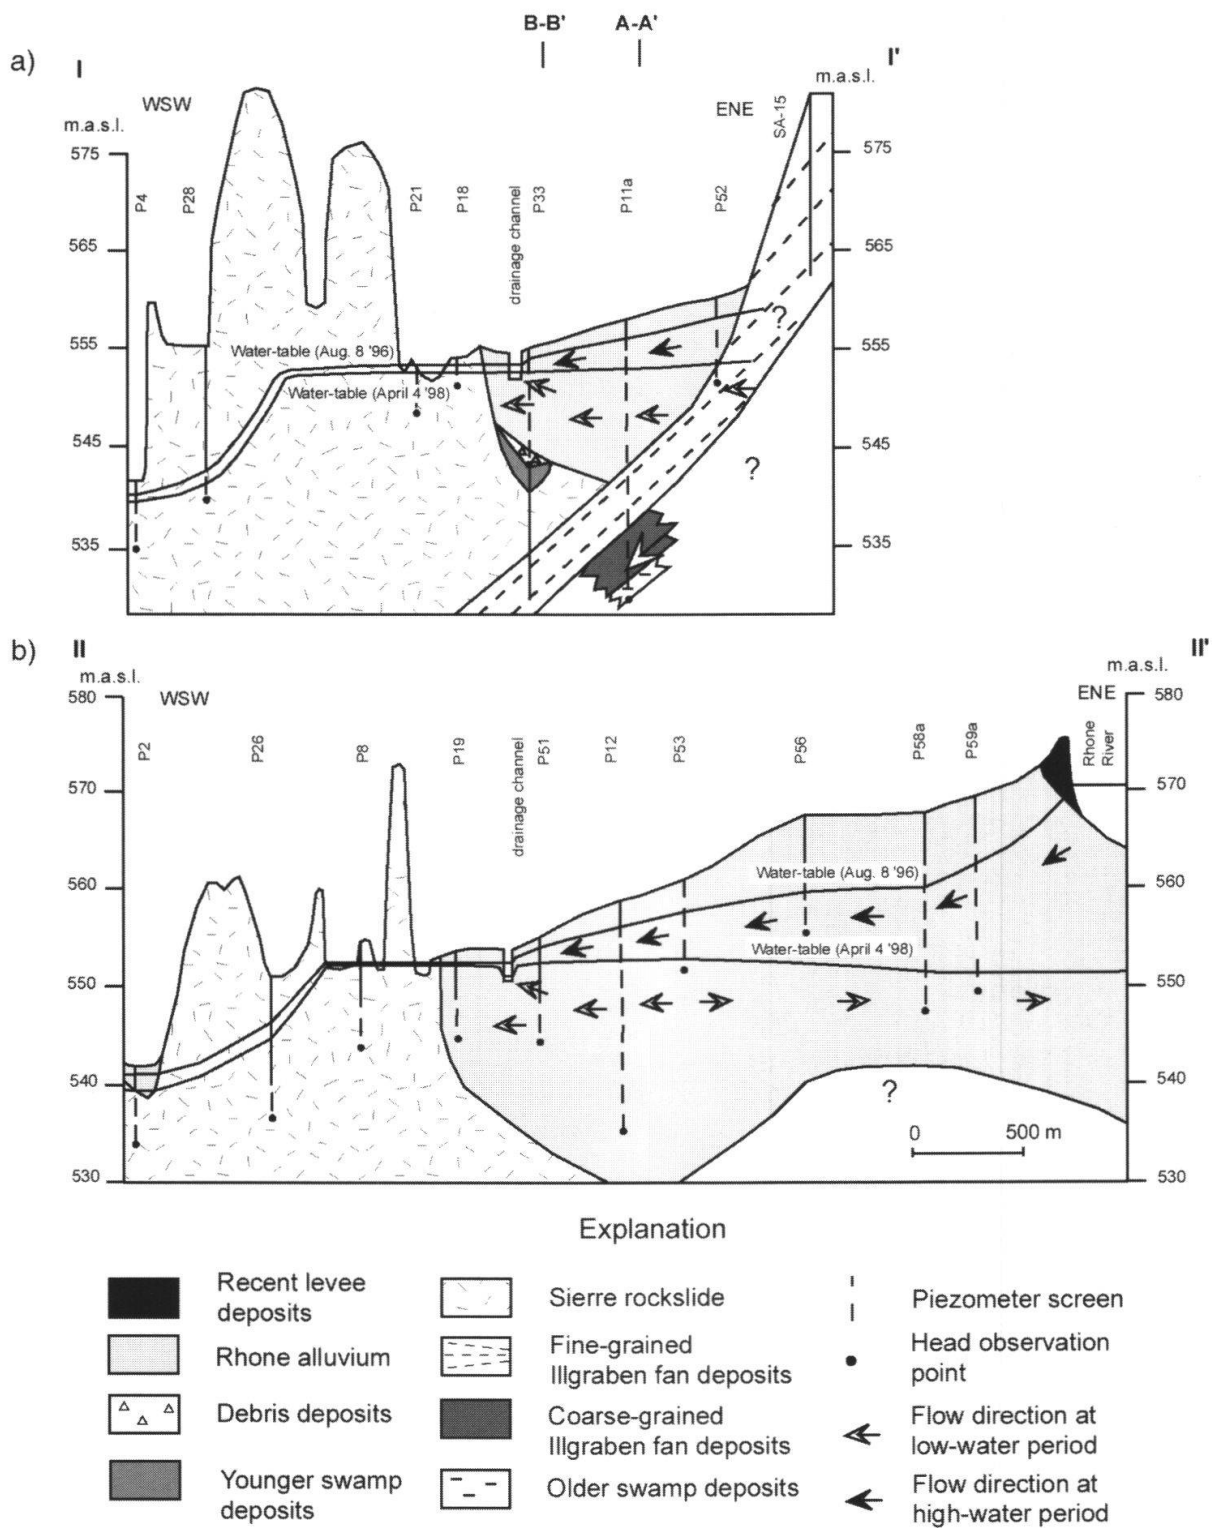 B-B' A-A'
a) I I'
WSW ENE
m.a.s.l. m.a.s.l.
P4
P28
P21
P18
drainage channel
P33
P11a
P52
SA-15
575
565
555
545
535
575
565
555
545
535
Water-table (Aug. 8 '96)
Water-table (April 4 '98)
?
?
b) II II'
m.a.s.l. m.a.s.l.
WSW ENE
P2
P26
P8
P19
drainage channel
P51
P12
P53
P56
P58a
P59a
Rhone
River
580
570
560
550
540
530
580
570
560
550
540
530
Water-table (Aug. 8 '96)
Water-table (April 4 '98)
?
0 500 m
Explanation
Recent levee
deposits
Rhone alluvium
Debris deposits
Younger swamp
deposits
Sierre rockslide
Fine-grained
Illgraben fan deposits
Coarse-grained
Illgraben fan deposits
Older swamp deposits
Piezometer screen
Head observation
point
Flow direction at
low-water period
Flow direction at
high-water period